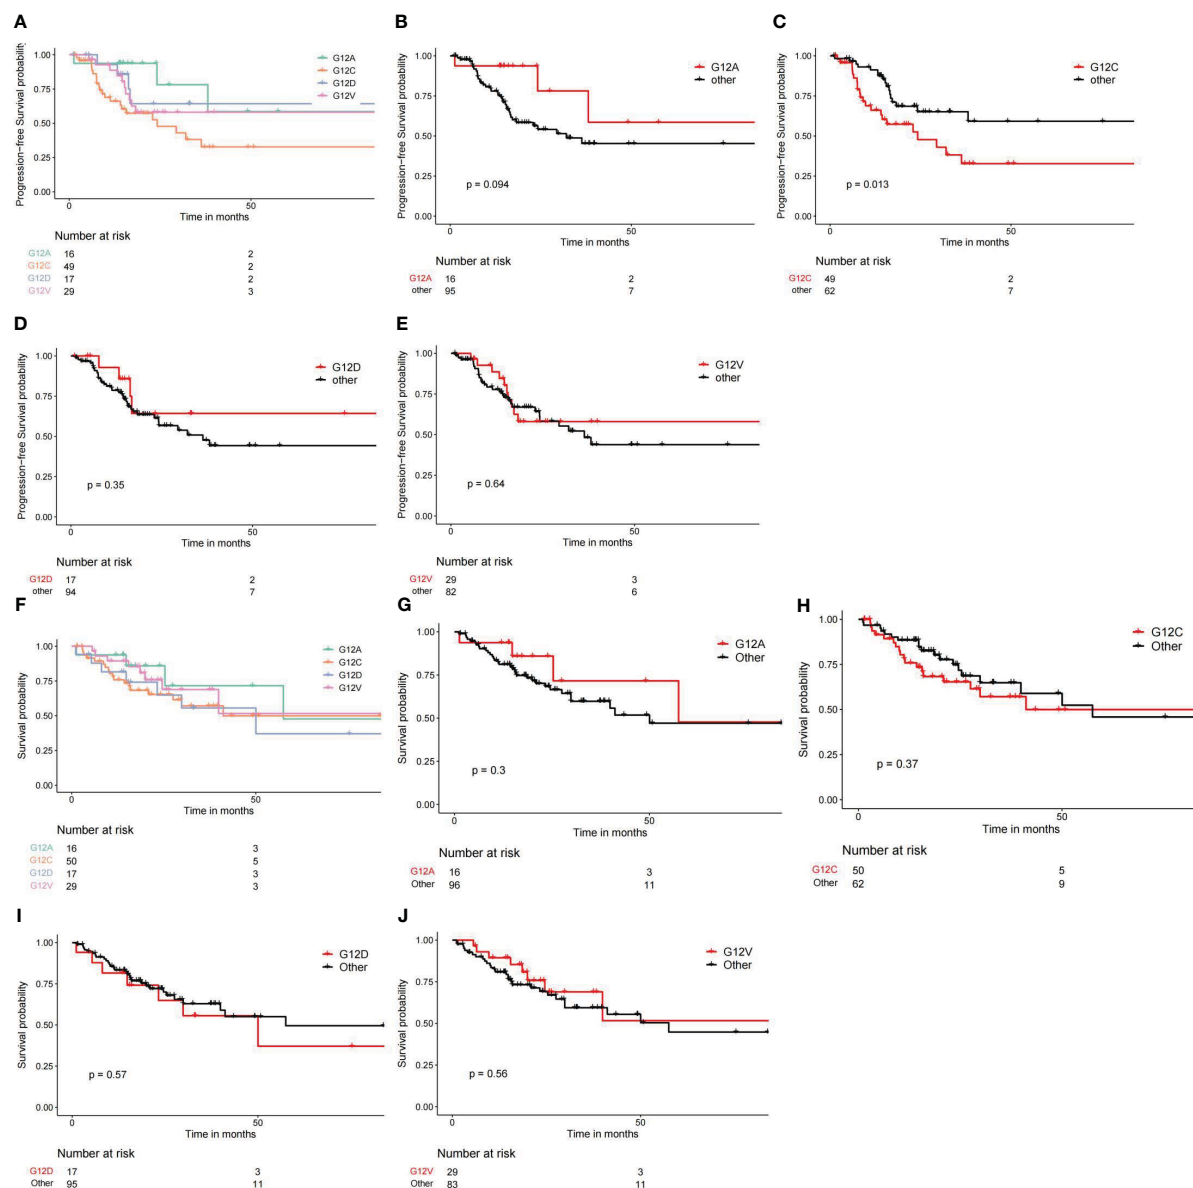 A
Progression-free Survival probability
1.00
0.75
0.50
0.25
0.00
G12A
G12C
G12D
G12V
0
50
Time in months
Number at risk
G12A 16 2
G12C 49 2
G12D 17 2
G12V 29 3
B
Progression-free Survival probability
1.00
0.75
0.50
0.25
0.00
G12A
other
p = 0.094
0
50
Time in months
Number at risk
G12A 16 2
other 95 7
C
Progression-free Survival probability
1.00
0.75
0.50
0.25
0.00
G12C
other
p = 0.013
0
50
Time in months
Number at risk
G12C 49 2
other 62 7
D
Progression-free Survival probability
1.00
0.75
0.50
0.25
0.00
G12D
other
p = 0.35
0
50
Time in months
Number at risk
G12D 17 2
other 94 7
E
Progression-free Survival probability
1.00
0.75
0.50
0.25
0.00
G12V
other
p = 0.64
0
50
Time in months
Number at risk
G12V 29 3
other 82 6
F
Survival probability
1.00
0.75
0.50
0.25
0.00
G12A
G12C
G12D
G12V
0
50
Time in months
Number at risk
G12A 16 3
G12C 50 5
G12D 17 3
G12V 29 3
G
Survival probability
1.00
0.75
0.50
0.25
0.00
G12A
Other
p = 0.3
0
50
Time in months
Number at risk
G12A 16 3
Other 96 11
H
Survival probability
1.00
0.75
0.50
0.25
0.00
G12C
Other
p = 0.37
0
50
Time in months
Number at risk
G12C 50 5
Other 62 9
I
Survival probability
1.00
0.75
0.50
0.25
0.00
G12D
Other
p = 0.57
0
50
Time in months
Number at risk
G12D 17 3
Other 95 11
J
Survival probability
1.00
0.75
0.50
0.25
0.00
G12V
Other
p = 0.56
0
50
Time in months
Number at risk
G12V 29 3
Other 83 11